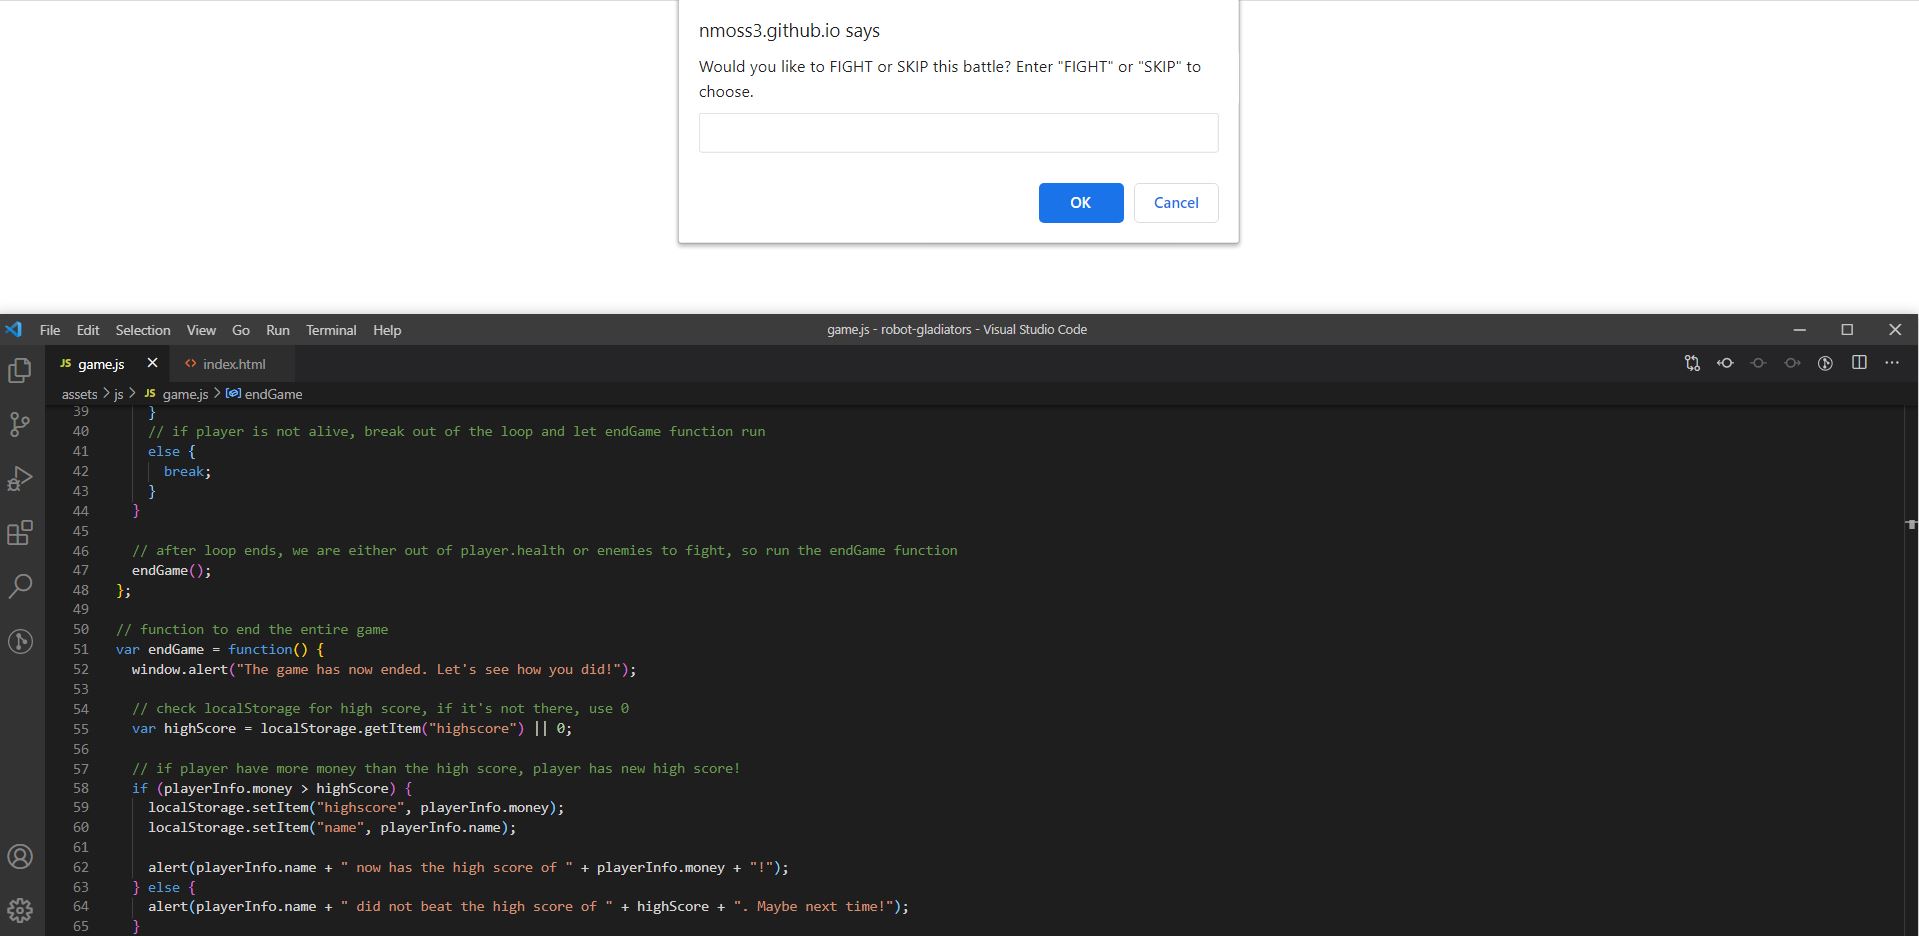 nmoss3.github.io says
Would you like to FIGHT or SKIP this battle? Enter "FIGHT" or "SKIP" to
choose.
OK Cancel
File Edit Selection View Go Run Terminal Help game.js - robot-gladiators - Visual Studio Code
JS game.js index.html
assets > js > JS game.js > endGame
39 }
40 // if player is not alive, break out of the loop and let endGame function run
41 else {
42 break;
43 }
44 }
45
46 // after loop ends, we are either out of player.health or enemies to fight, so run the endGame function
47 endGame();
48 };
49
50 // function to end the entire game
51 var endGame = function() {
52 window.alert("The game has now ended. Let's see how you did!");
53
54 // check localStorage for high score, if it's not there, use 0
55 var highScore = localStorage.getItem("highscore") || 0;
56
57 // if player have more money than the high score, player has new high score!
58 if (playerInfo.money > highScore) {
59 localStorage.setItem("highscore", playerInfo.money);
60 localStorage.setItem("name", playerInfo.name);
61
62 alert(playerInfo.name + " now has the high score of " + playerInfo.money + "!");
63 } else {
64 alert(playerInfo.name + " did not beat the high score of " + highScore + ". Maybe next time!");
65 }